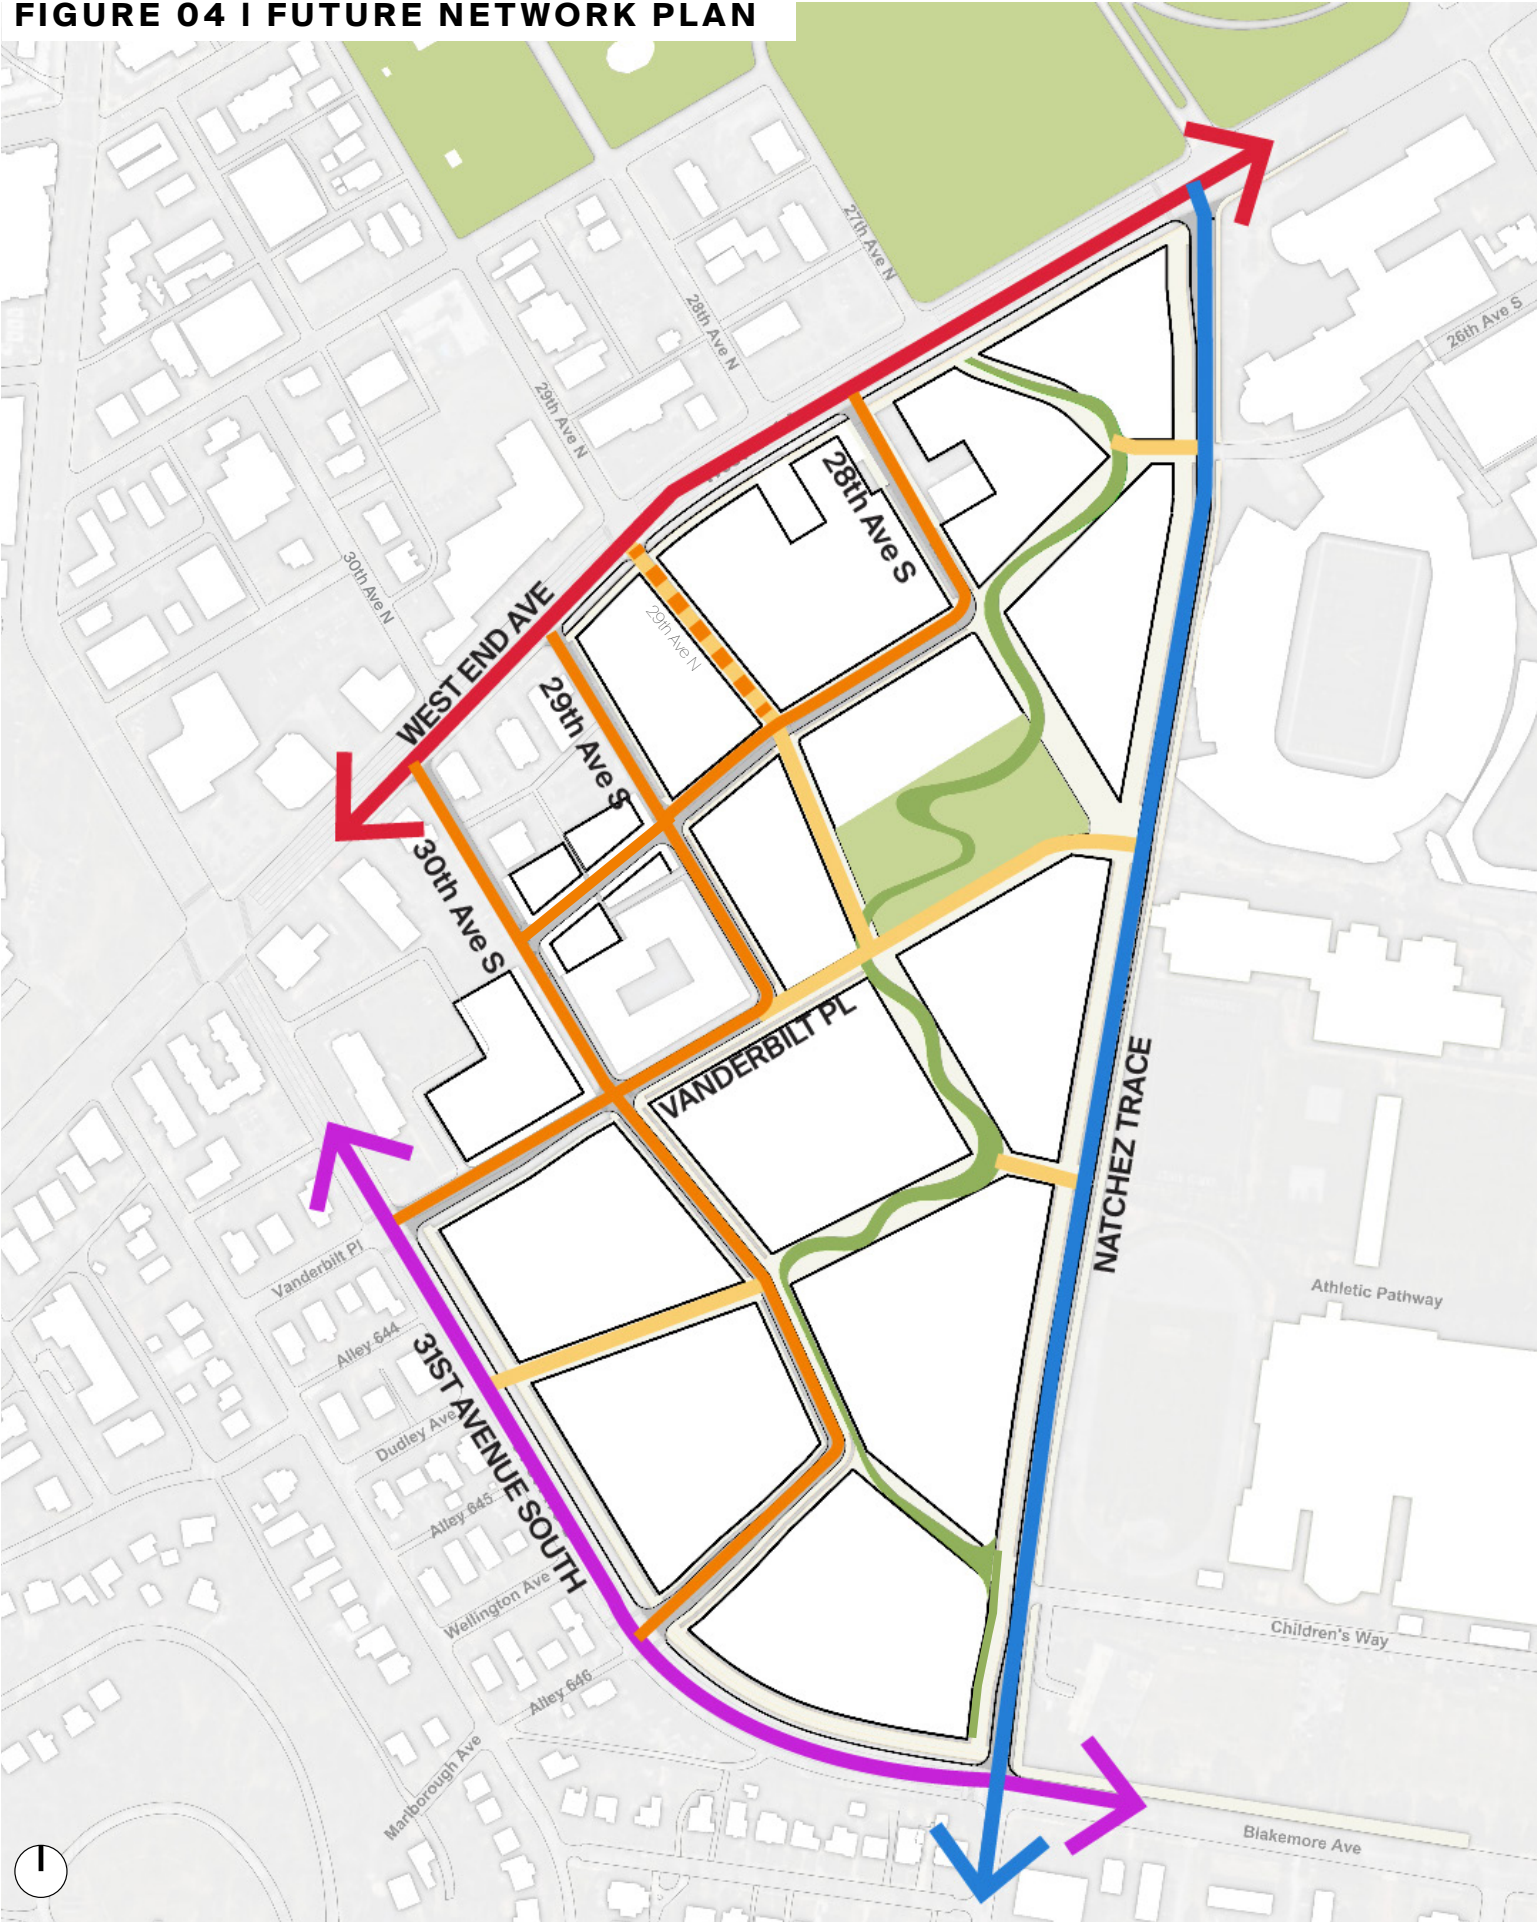 FIGURE 04 | FUTURE NETWORK PLAN
27th Ave N
28th Ave N
26th Ave S
29th Ave N
30th Ave N
28th Ave S
WEST END AVE
29th Ave N
29th Ave S
30th Ave S
VANDERBILT PL
NATCHEZ TRACE
Vanderbilt Pl
Athletic Pathway
Alley 644
31ST AVENUE SOUTH
Dudley Ave
Alley 645
Wellington Ave
Children's Way
Alley 646
Marlborough Ave
Blakemore Ave